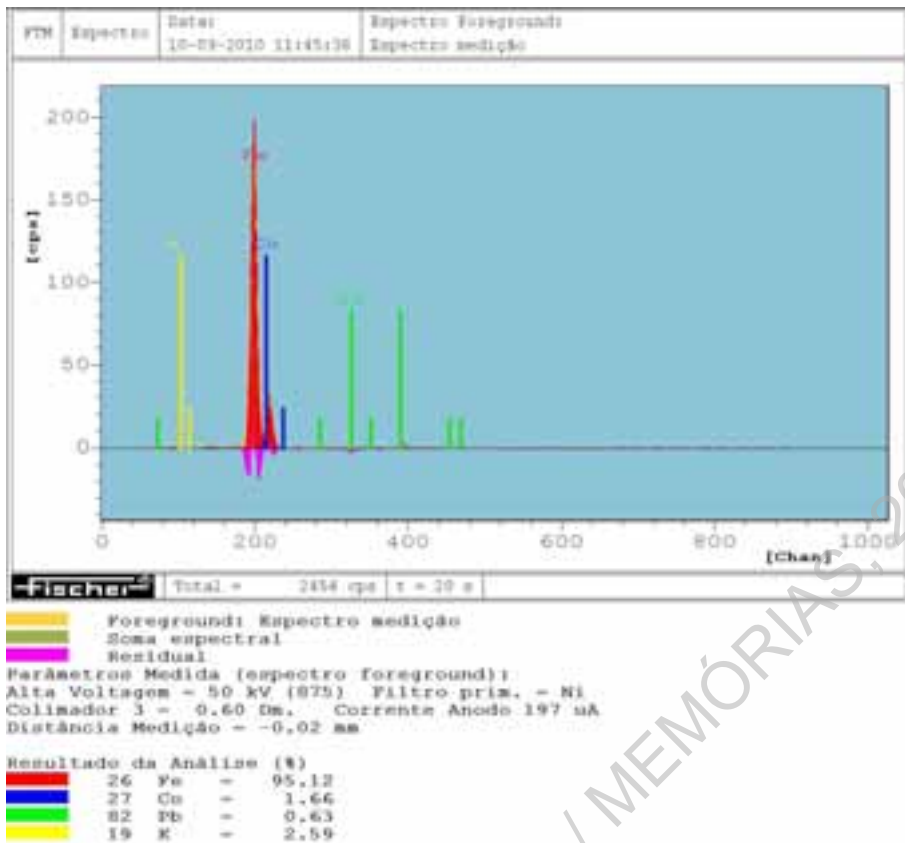 FTM Espectro
Data:
10-09-2010 11:45:36
Espectro Foreground:
Espectro medição
200
150
[cps]
100
50
0
Fe
Co
0 200 400 600 800 1000
[Chan]
Fischer Total = 2454 cps t = 20 s
Foreground: Espectro medição
Soma espectral
Residual
Parâmetros Medida (espectro foreground):
Alta Voltagem = 50 kV (875) Filtro prim. = Ni
Colimador 3 = 0.60 Dm. Corrente Anodo 197 uA
Distância Medição = -0.02 mm
Resultado da Análise (%)
26 Fe = 95.12
27 Co = 1.66
82 Pb = 0.63
19 K = 2.59
/ MEMÓRIAS, 2